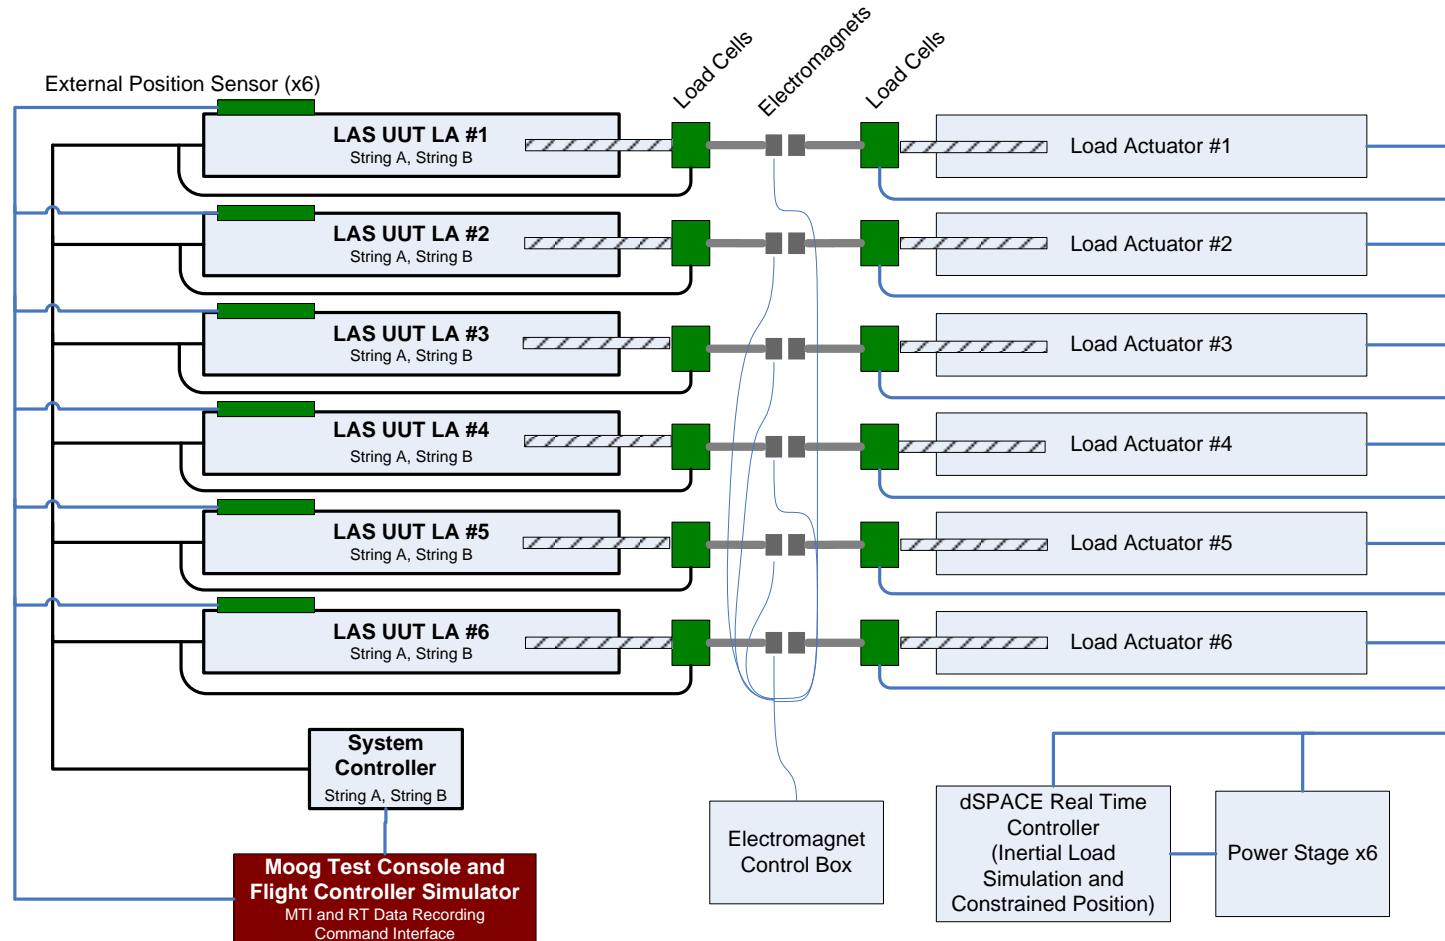 Load Cells
Electromagnets
Load Cells
External Position Sensor (x6)
LAS UUT LA #1
String A, String B
Load Actuator #1
LAS UUT LA #2
String A, String B
Load Actuator #2
LAS UUT LA #3
String A, String B
Load Actuator #3
LAS UUT LA #4
String A, String B
Load Actuator #4
LAS UUT LA #5
String A, String B
Load Actuator #5
LAS UUT LA #6
String A, String B
Load Actuator #6
System
Controller
String A, String B
Moog Test Console and
Flight Controller Simulator
MTI and RT Data Recording
Command Interface
Electromagnet
Control Box
dSPACE Real Time
Controller
(Inertial Load
Simulation and
Constrained Position)
Power Stage x6